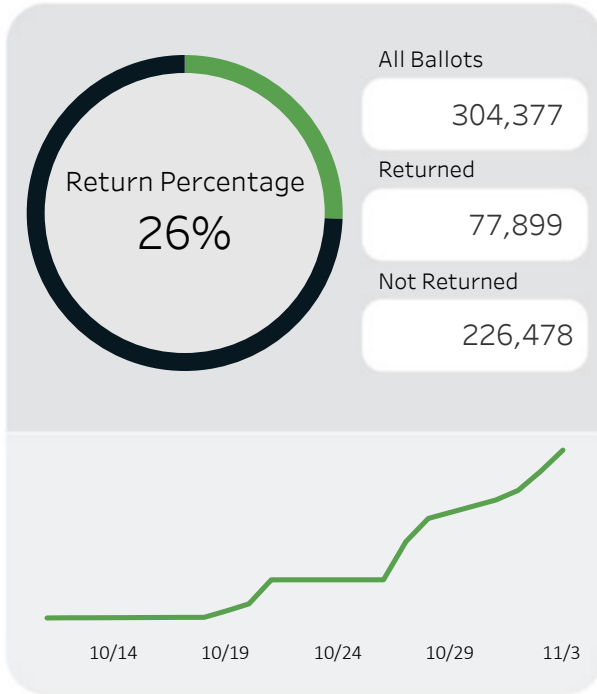 All Ballots
304,377
Return Percentage
26%
Returned
77,899
Not Returned
226,478
10/14
10/19
10/24
10/29
11/3